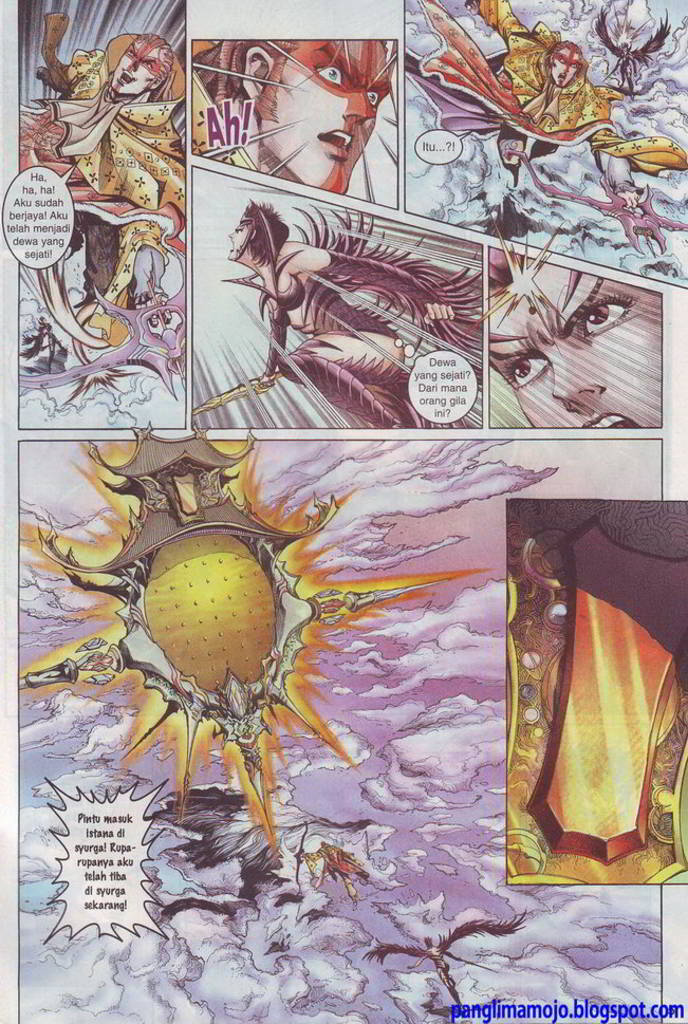 Ha,
ha, ha!
Aku sudah
berjaya! Aku
telah menjadi
dewa yang
sejati!
Ah!
Itu...?!
Dewa
yang sejati?
Dari mana
orang gila
ini?
Pintu masuk
Istana di
syurga! Rupa-
rupanya aku
telah tiba
di syurga
sekarang!
panglimamojo.blogspot.com